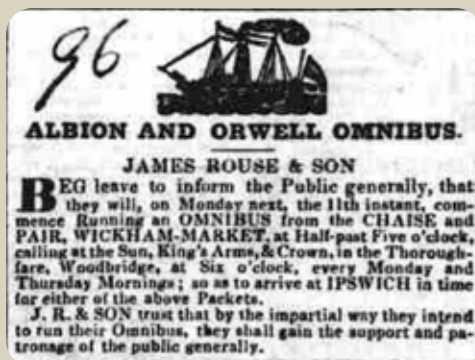 96
ALBION AND ORWELL OMNIBUS.
JAMES ROUSE & SON
BEG leave to inform the Public generally, that
they will, on Monday next, the 11th instant, com-
mence Running an OMNIBUS from the CHAISE and
PAIR, WICKHAM-MARKET, at Half-past Five o'clock,
calling at the Sun, King's Arms, & Crown, in the Thorough-
fare, Woodbridge, at Six o'clock, every Monday and
Thursday Mornings; so as to arrive at IPSWICH in time
for either of the above Packets.
J. R. & SON trust that by the impartial way they intend
to run their Omnibus, they shall gain the support and pa-
tronage of the public generally.